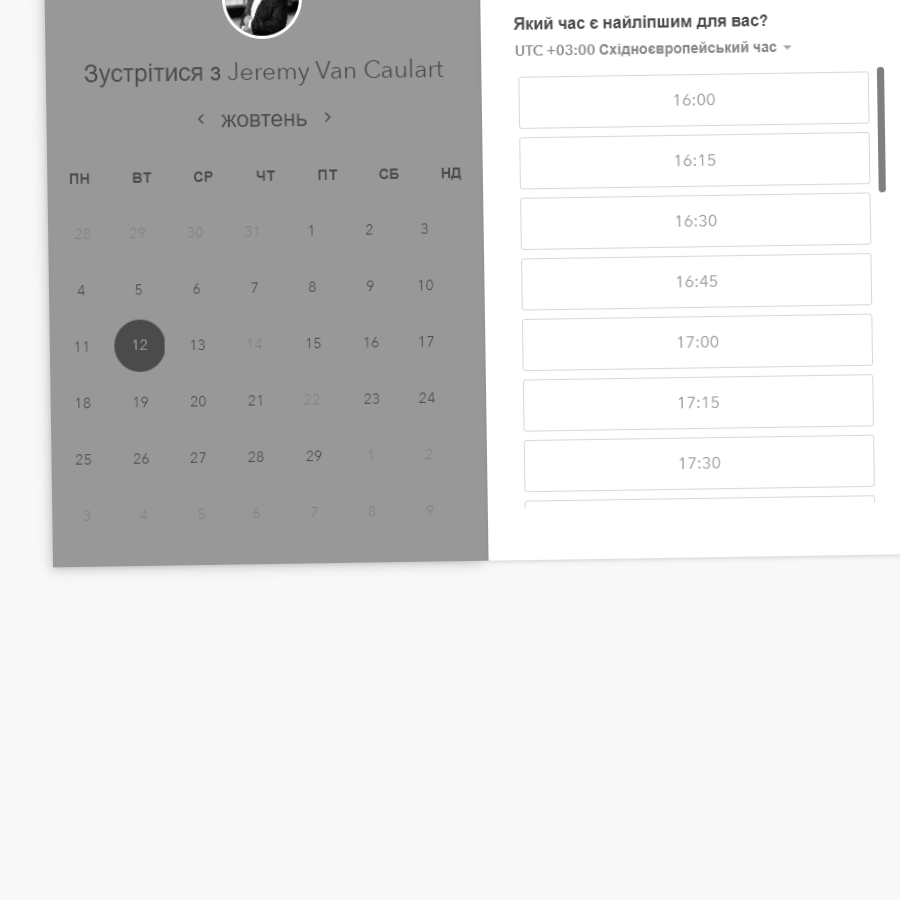 Зустрітися з Jeremy Van Caulart
‹ жовтень ›
ПН ВТ СР ЧТ ПТ СБ НД
28 29 30 31 1 2 3
4 5 6 7 8 9 10
11 12 13 14 15 16 17
18 19 20 21 22 23 24
25 26 27 28 29 1 2
3 4 5 6 7 8 9
Який час є найліпшим для вас?
UTC +03:00 Східноєвропейський час
16:00
16:15
16:30
16:45
17:00
17:15
17:30